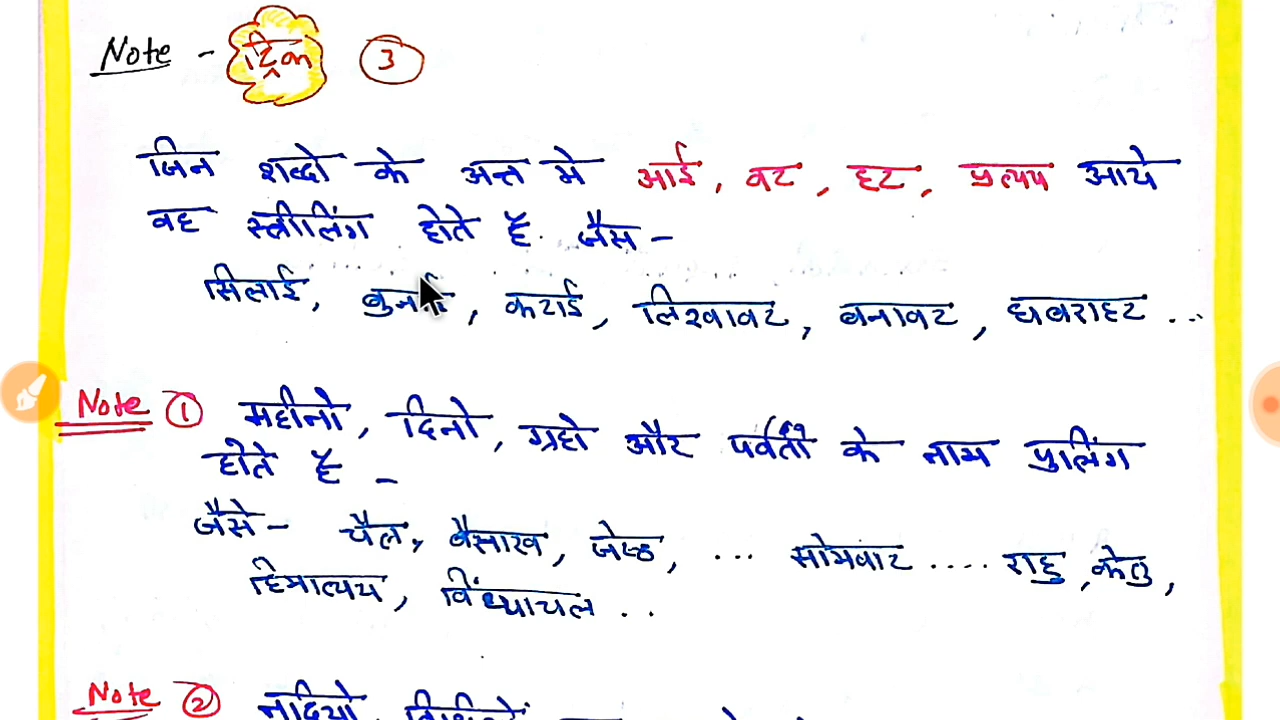 Note - ट्रिक ③
जिन शब्दो के अन्त मे आई, वट, हट, प्रत्यय आये
वह स्त्रीलिंग होते है जैस -
सिलाई, बुनाई, कटाई, लिखावट, बनावट, घबराहट ...
Note ① महीनो, दिनो, ग्रहो और पर्वतों के नाम पुलिंग
होते है -
जैसे - चैत, बैसाख, जेष्ठ, ... सोमवार .... राहु, केतु,
हिमालय, विंध्याचल ..
Note ② नदियो,